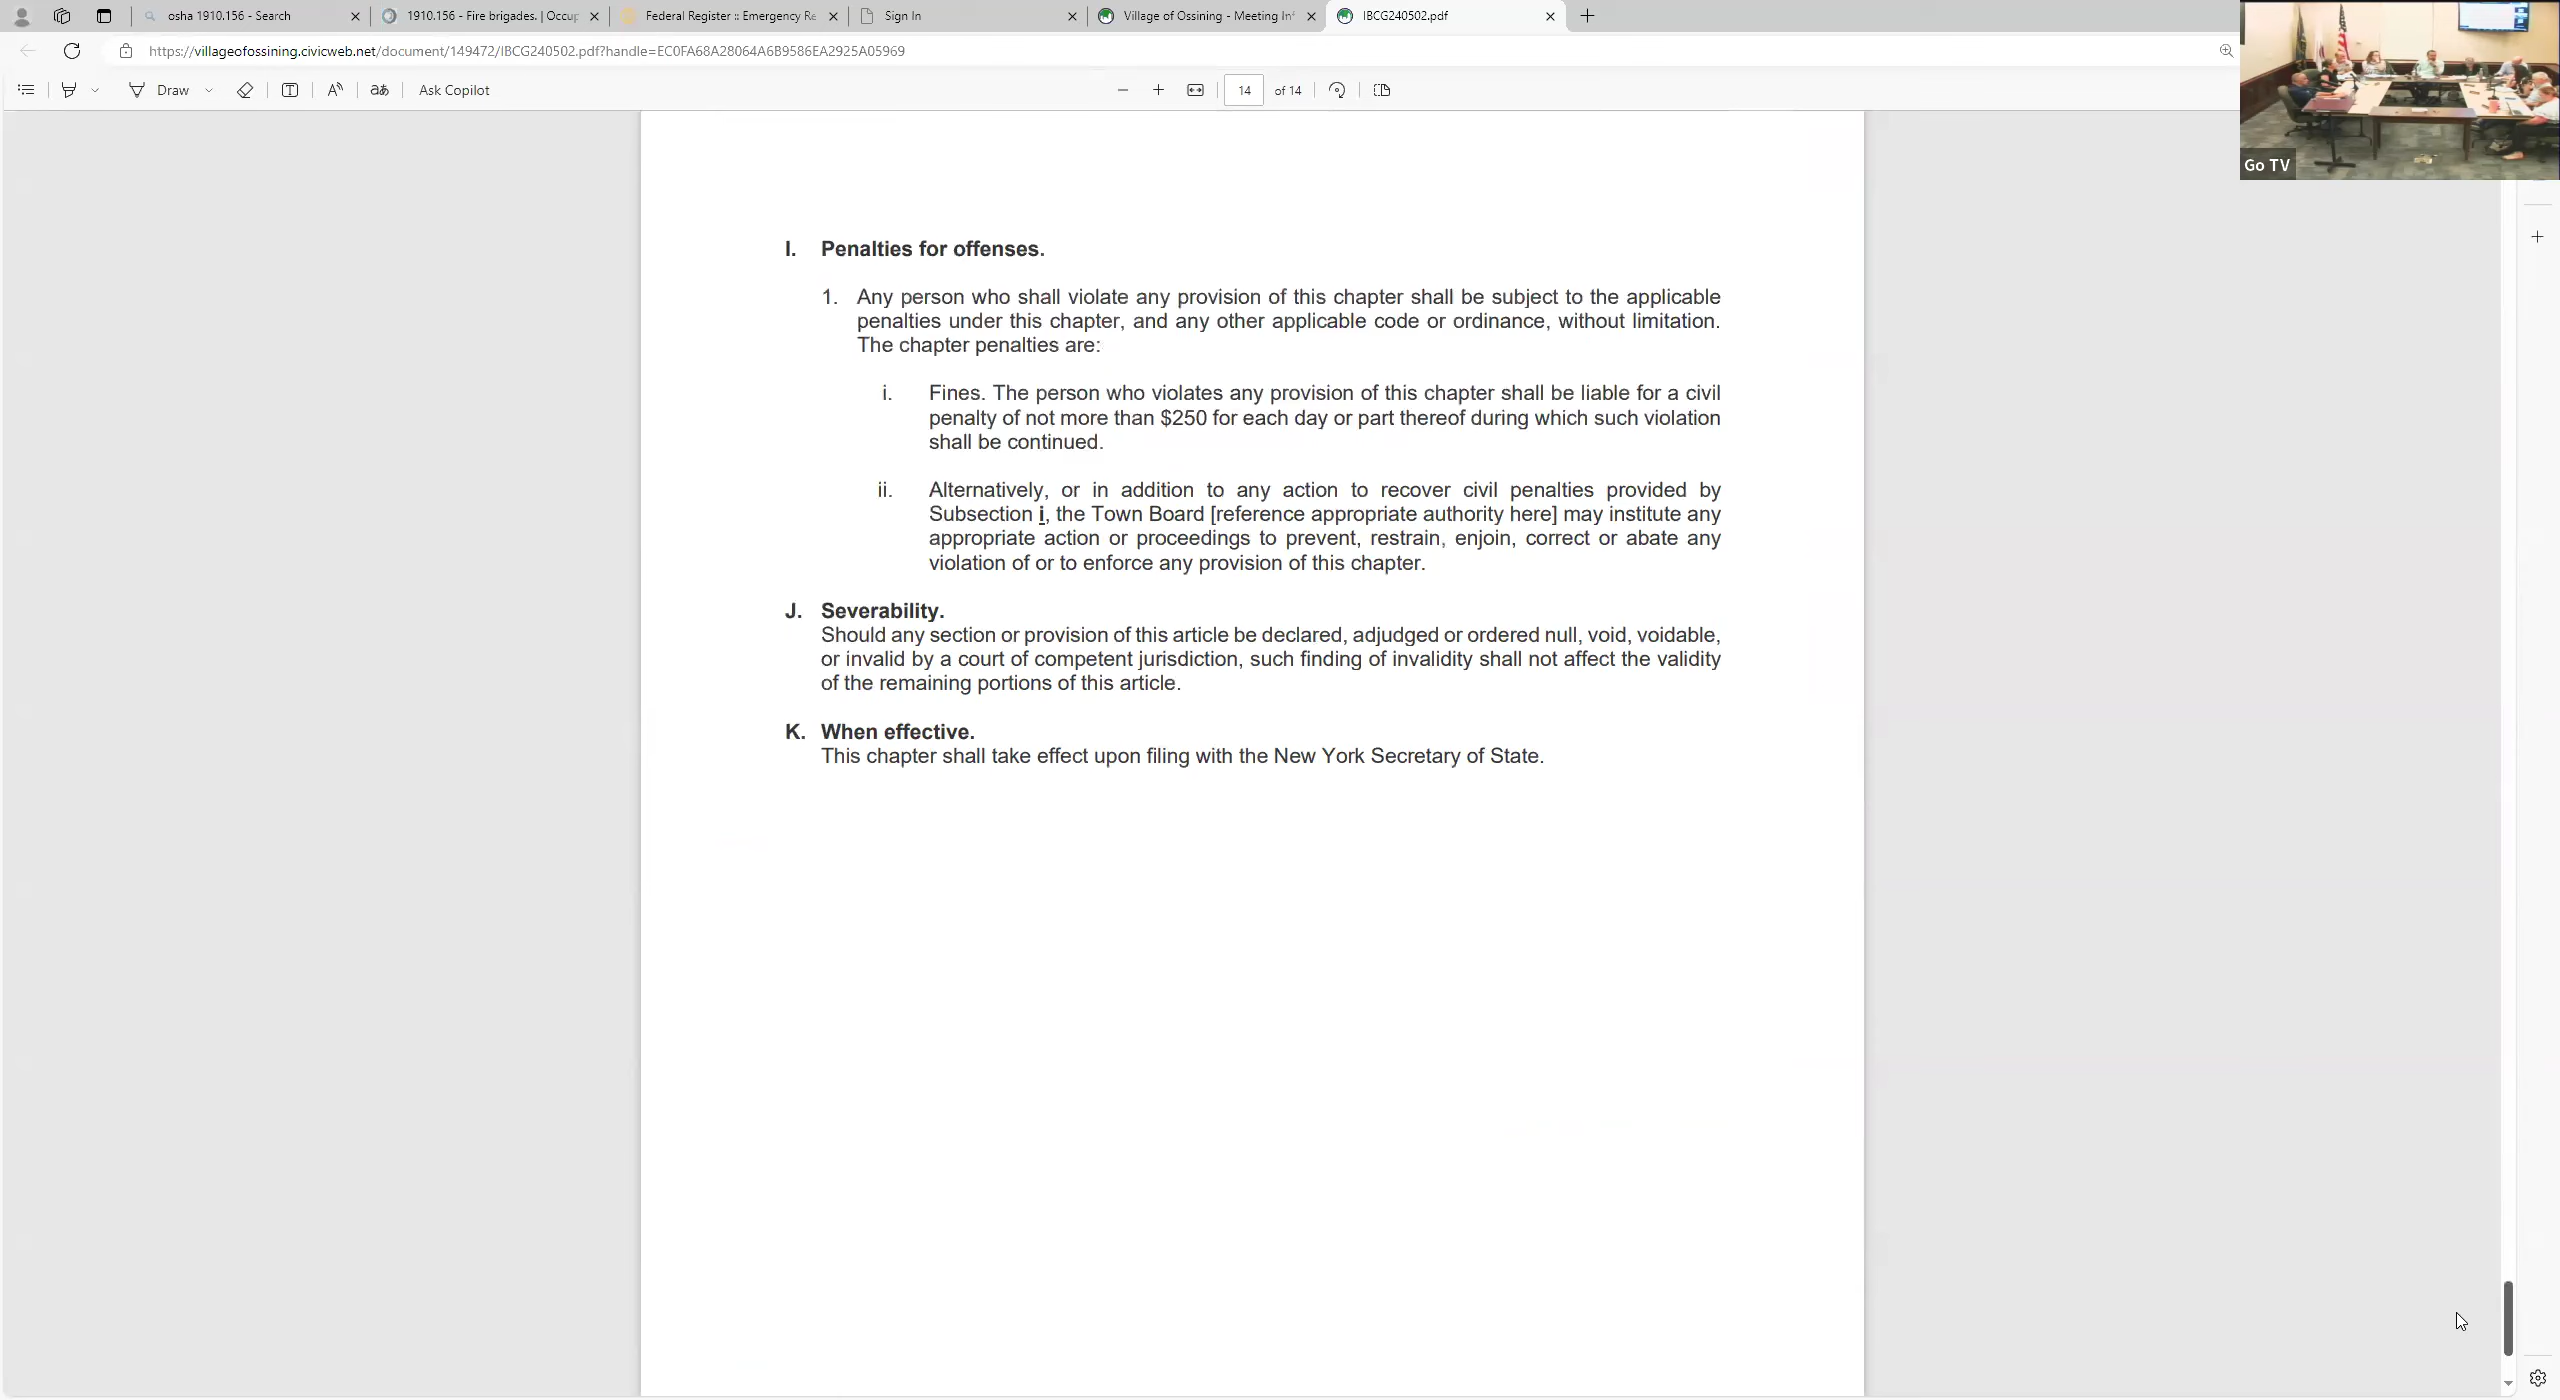 osha 1910.156 - Search
1910.156 - Fire brigades. | Occup
Federal Register :: Emergency Re
Sign In
Village of Ossining - Meeting Inf
IBCG240502.pdf
https://villageofossining.civicweb.net/document/149472/IBCG240502.pdf?handle=EC0FA68A28064A6B9586EA2925A05969
Draw
aあ
Ask Copilot
14 of 14
Go TV
I. Penalties for offenses.
1. Any person who shall violate any provision of this chapter shall be subject to the applicable
penalties under this chapter, and any other applicable code or ordinance, without limitation.
The chapter penalties are:
i. Fines. The person who violates any provision of this chapter shall be liable for a civil
penalty of not more than $250 for each day or part thereof during which such violation
shall be continued.
ii. Alternatively, or in addition to any action to recover civil penalties provided by
Subsection i, the Town Board [reference appropriate authority here] may institute any
appropriate action or proceedings to prevent, restrain, enjoin, correct or abate any
violation of or to enforce any provision of this chapter.
J. Severability.
Should any section or provision of this article be declared, adjudged or ordered null, void, voidable,
or invalid by a court of competent jurisdiction, such finding of invalidity shall not affect the validity
of the remaining portions of this article.
K. When effective.
This chapter shall take effect upon filing with the New York Secretary of State.